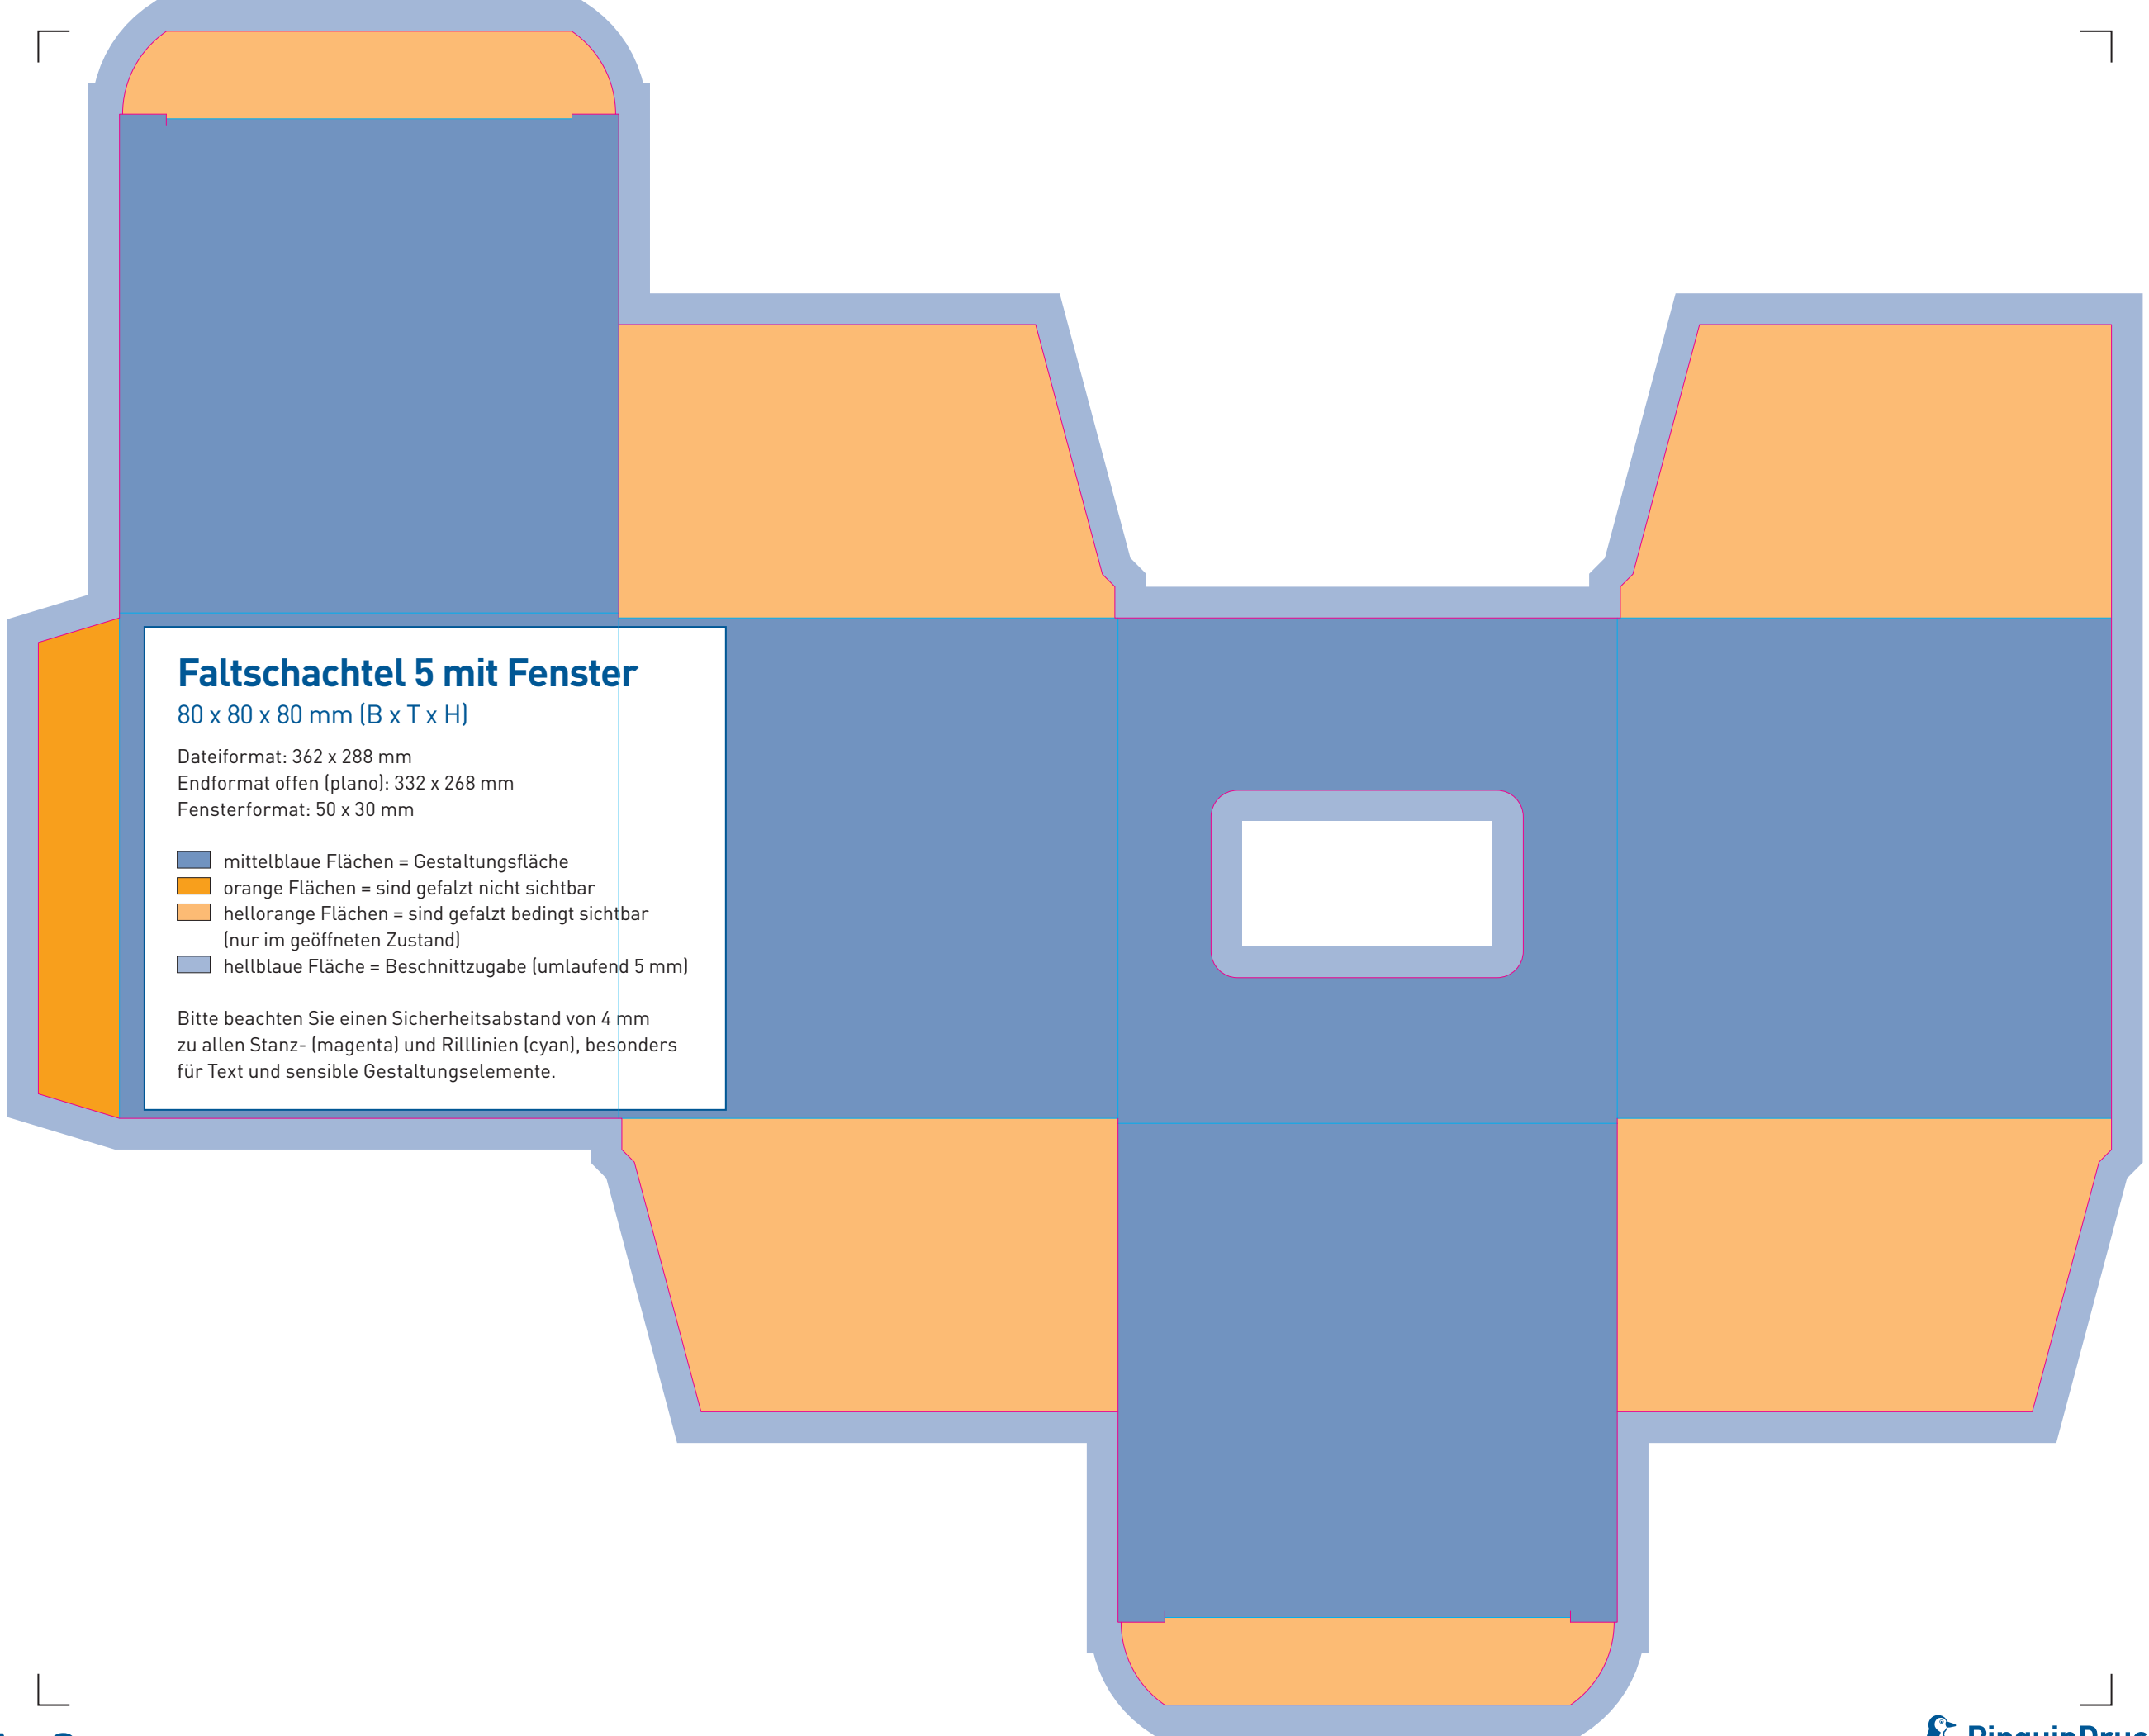 Faltschachtel 5 mit Fenster
80 x 80 x 80 mm (B x T x H)
Dateiformat: 362 x 288 mm
Endformat offen (plano): 332 x 268 mm
Fensterformat: 50 x 30 mm
mittelblaue Flächen = Gestaltungsfläche
orange Flächen = sind gefalzt nicht sichtbar
hellorange Flächen = sind gefalzt bedingt sichtbar
(nur im geöffneten Zustand)
hellblaue Fläche = Beschnittzugabe (umlaufend 5 mm)
Bitte beachten Sie einen Sicherheitsabstand von 4 mm
zu allen Stanz- (magenta) und Rilllinien (cyan), besonders
für Text und sensible Gestaltungselemente.
PinguinDruc